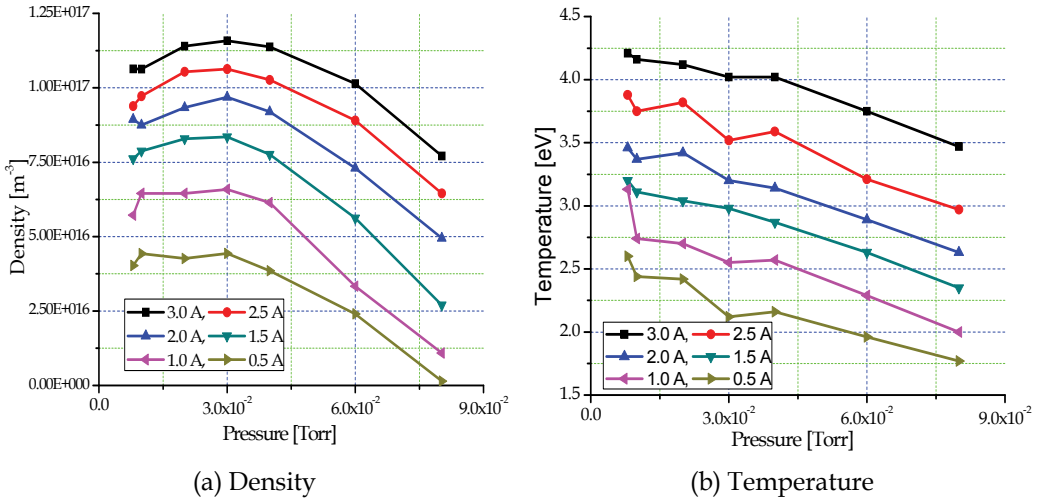 1.25E+017
1.00E+017
7.50E+016
5.00E+016
2.50E+016
0.00E+000
Density [m⁻³]
3.0 A, 2.5 A
2.0 A, 1.5 A
1.0 A, 0.5 A
0.0 3.0x10⁻² 6.0x10⁻² 9.0x10⁻²
Pressure [Torr]
(a) Density
4.5
4.0
3.5
3.0
2.5
2.0
1.5
Temperature [eV]
3.0 A, 2.5 A
2.0 A, 1.5 A
1.0 A, 0.5 A
0.0 3.0x10⁻² 6.0x10⁻² 9.0x10⁻²
Pressure [Torr]
(b) Temperature